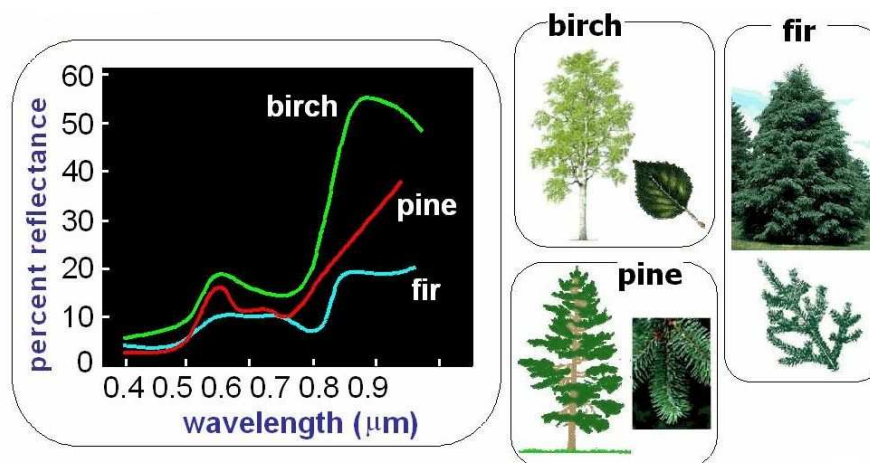 percent reflectance
60
50
40
30
20
10
0
birch
pine
fir
0.4 0.5 0.6 0.7 0.8 0.9
wavelength (μm)
birch
fir
pine